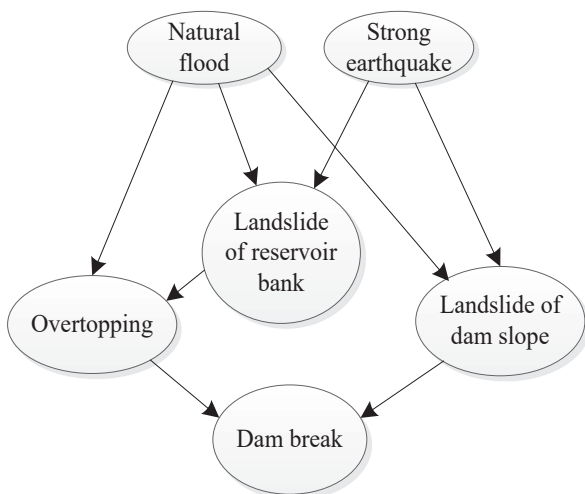 Natural
flood
Strong
earthquake
Landslide
of reservoir
bank
Overtopping
Landslide of
dam slope
Dam break